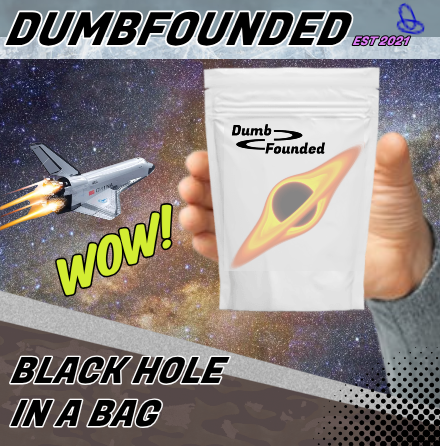 DUMBFOUNDED
EST 2021
Dumb
Founded
WOW!
BLACK HOLE
IN A BAG